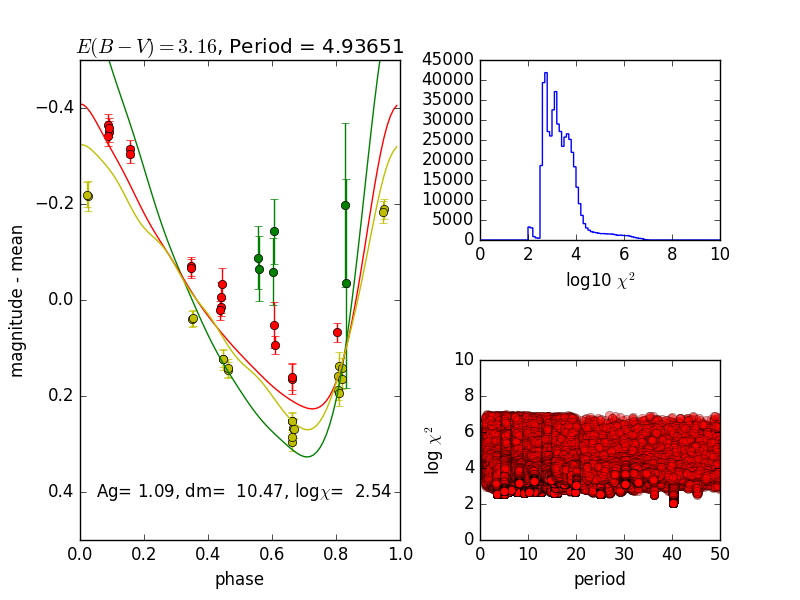 E(B−V)=3.16, Period = 4.93651
−0.4
−0.2
0.0
0.2
0.4
magnitude - mean
Ag= 1.09, dm= 10.47, logχ= 2.54
0.0 0.2 0.4 0.6 0.8 1.0
phase
45000
40000
35000
30000
25000
20000
15000
10000
5000
0
0 2 4 6 8 10
log10 χ²
10
8
6
4
2
0
log χ²
0 10 20 30 40 50
period